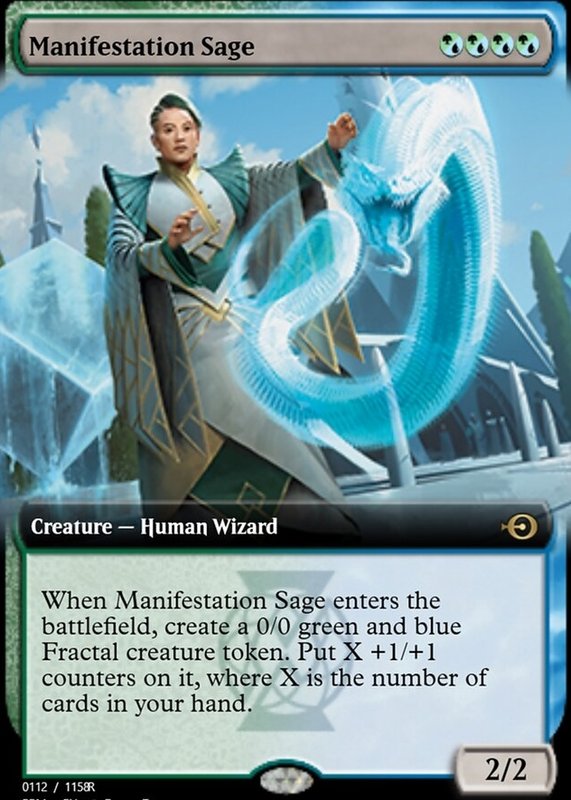 Manifestation Sage
Creature — Human Wizard
When Manifestation Sage enters the
battlefield, create a 0/0 green and blue
Fractal creature token. Put X +1/+1
counters on it, where X is the number of
cards in your hand.
2/2
0112 / 1158R